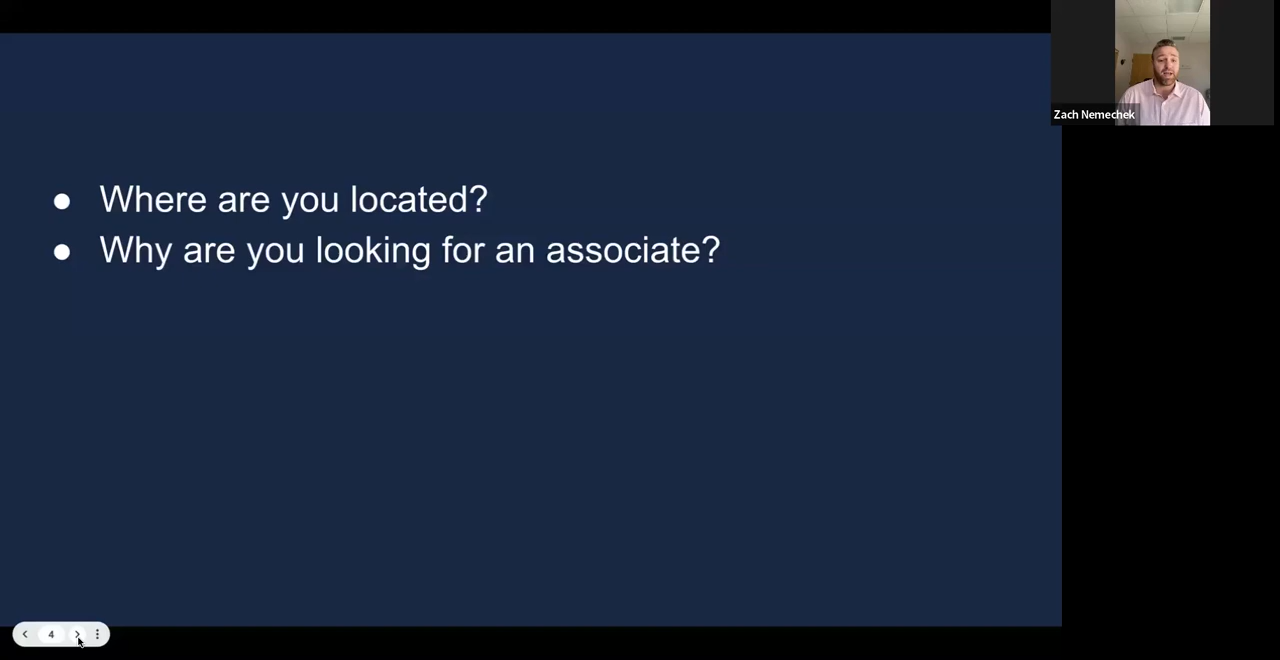 Zach Nemechek
● Where are you located?
● Why are you looking for an associate?
4